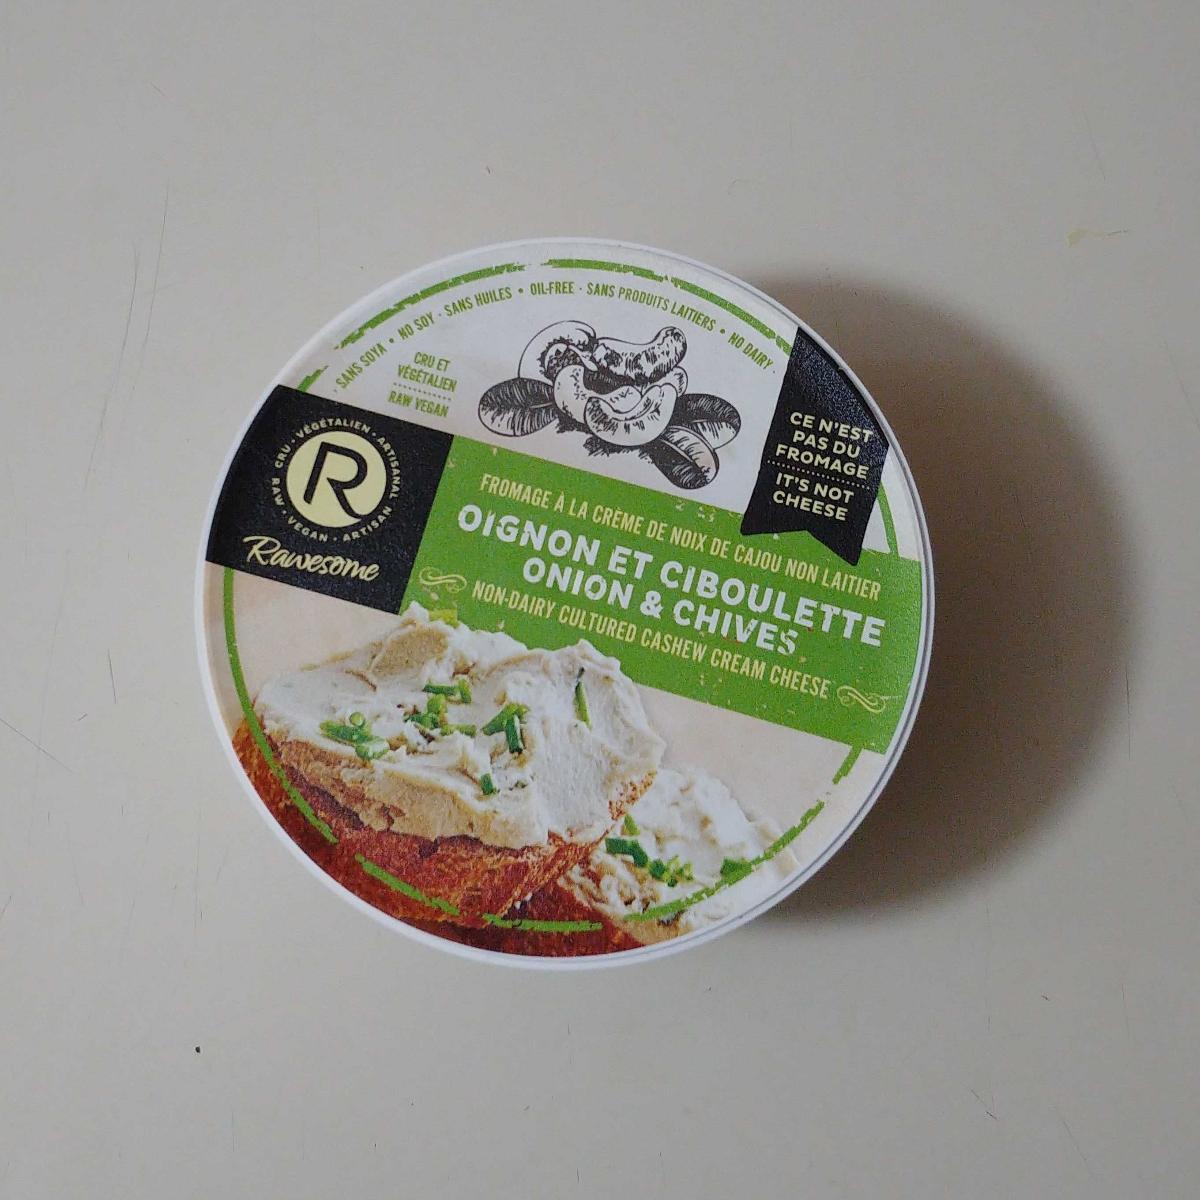 SANS SOYA • NO SOY · SANS HUILES • OIL-FREE · SANS PRODUITS LAITIERS • NO DAIRY
CRU ET
VÉGÉTALIEN
RAW VEGAN
CE N'EST
PAS DU
FROMAGE
IT'S NOT
CHEESE
CRU · VÉGÉTALIEN · ARTISANAL
R
RAW · VEGAN · ARTISAN
Rawesome
FROMAGE À LA CRÈME DE NOIX DE CAJOU NON LAITIER
OIGNON ET CIBOULETTE
ONION & CHIVES
NON-DAIRY CULTURED CASHEW CREAM CHEESE